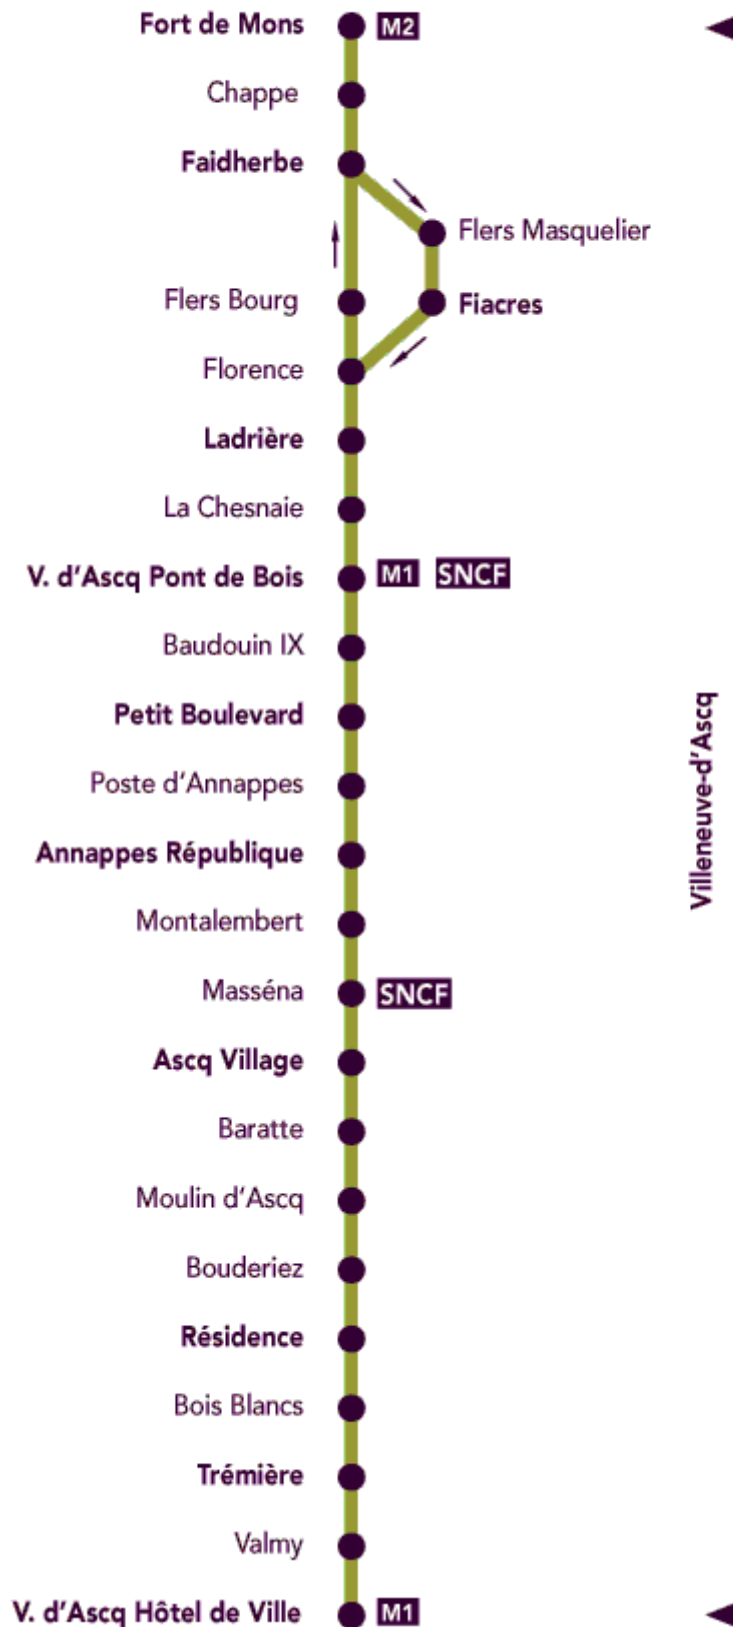 Fort de Mons M2
Chappe
Faidherbe
Flers Masquelier
Flers Bourg
Fiacres
Florence
Ladrière
La Chesnaie
V. d'Ascq Pont de Bois M1 SNCF
Baudouin IX
Petit Boulevard
Villeneuve-d'Ascq
Poste d'Annappes
Annappes République
Montalembert
Masséna SNCF
Ascq Village
Baratte
Moulin d'Ascq
Bouderiez
Résidence
Bois Blancs
Trémière
Valmy
V. d'Ascq Hôtel de Ville M1